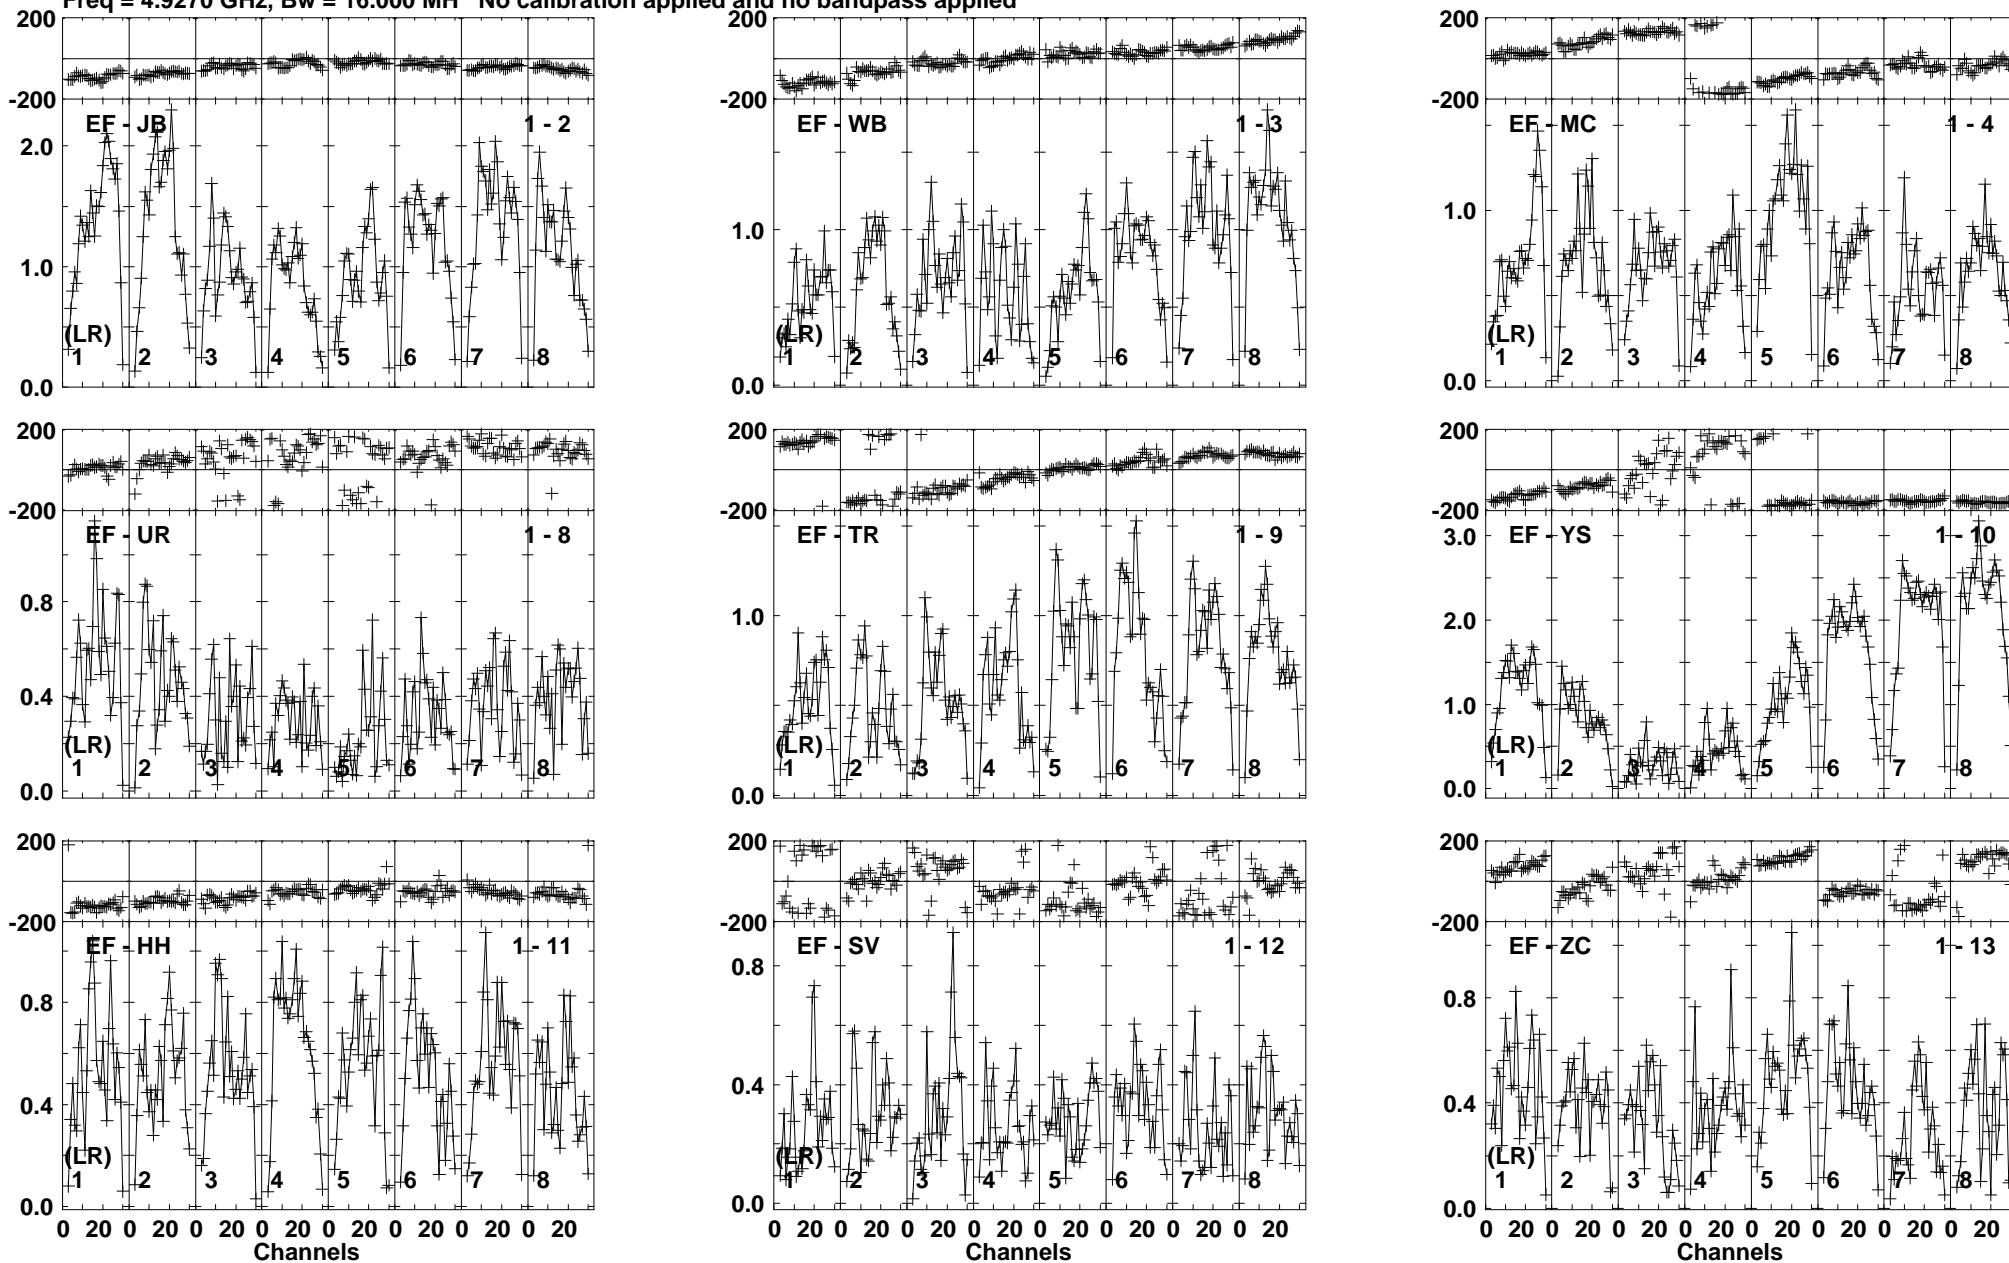 Freq = 4.9270 GHz, Bw = 16.000 MH No calibration applied and no bandpass applied
200 200 200
-200 -200 -200
EF - JB 1 - 2 EF - WB 1 - 3 EF - MC 1 - 4
2.0
1.0 1.0 1.0
(LR) (LR) (LR)
1 2 3 4 5 6 7 8 1 2 3 4 5 6 7 8 1 2 3 4 5 6 7 8
0.0 0.0 0.0
200 200 200
-200 -200 -200
EF - UR 1 - 8 EF - TR 1 - 9 EF - YS 1 - 10
3.0
0.8 1.0 2.0
0.4 1.0
(LR) (LR) (LR)
1 2 3 4 5 6 7 8 1 2 3 4 5 6 7 8 1 2 3 4 5 6 7 8
0.0 0.0 0.0
200 200 200
-200 -200 -200
EF - HH 1 - 11 EF - SV 1 - 12 EF - ZC 1 - 13
0.8 0.8 0.8
0.4 0.4 0.4
(LR) (LR) (LR)
1 2 3 4 5 6 7 8 1 2 3 4 5 6 7 8 1 2 3 4 5 6 7 8
0.0 0.0 0.0
0 20 0 20 0 20 0 20 0 20 0 20 0 20 0 20 0 20 0 20 0 20 0 20 0 20 0 20 0 20 0 20 0 20 0 20 0 20 0 20 0 20 0 20 0 20 0 20
Channels Channels